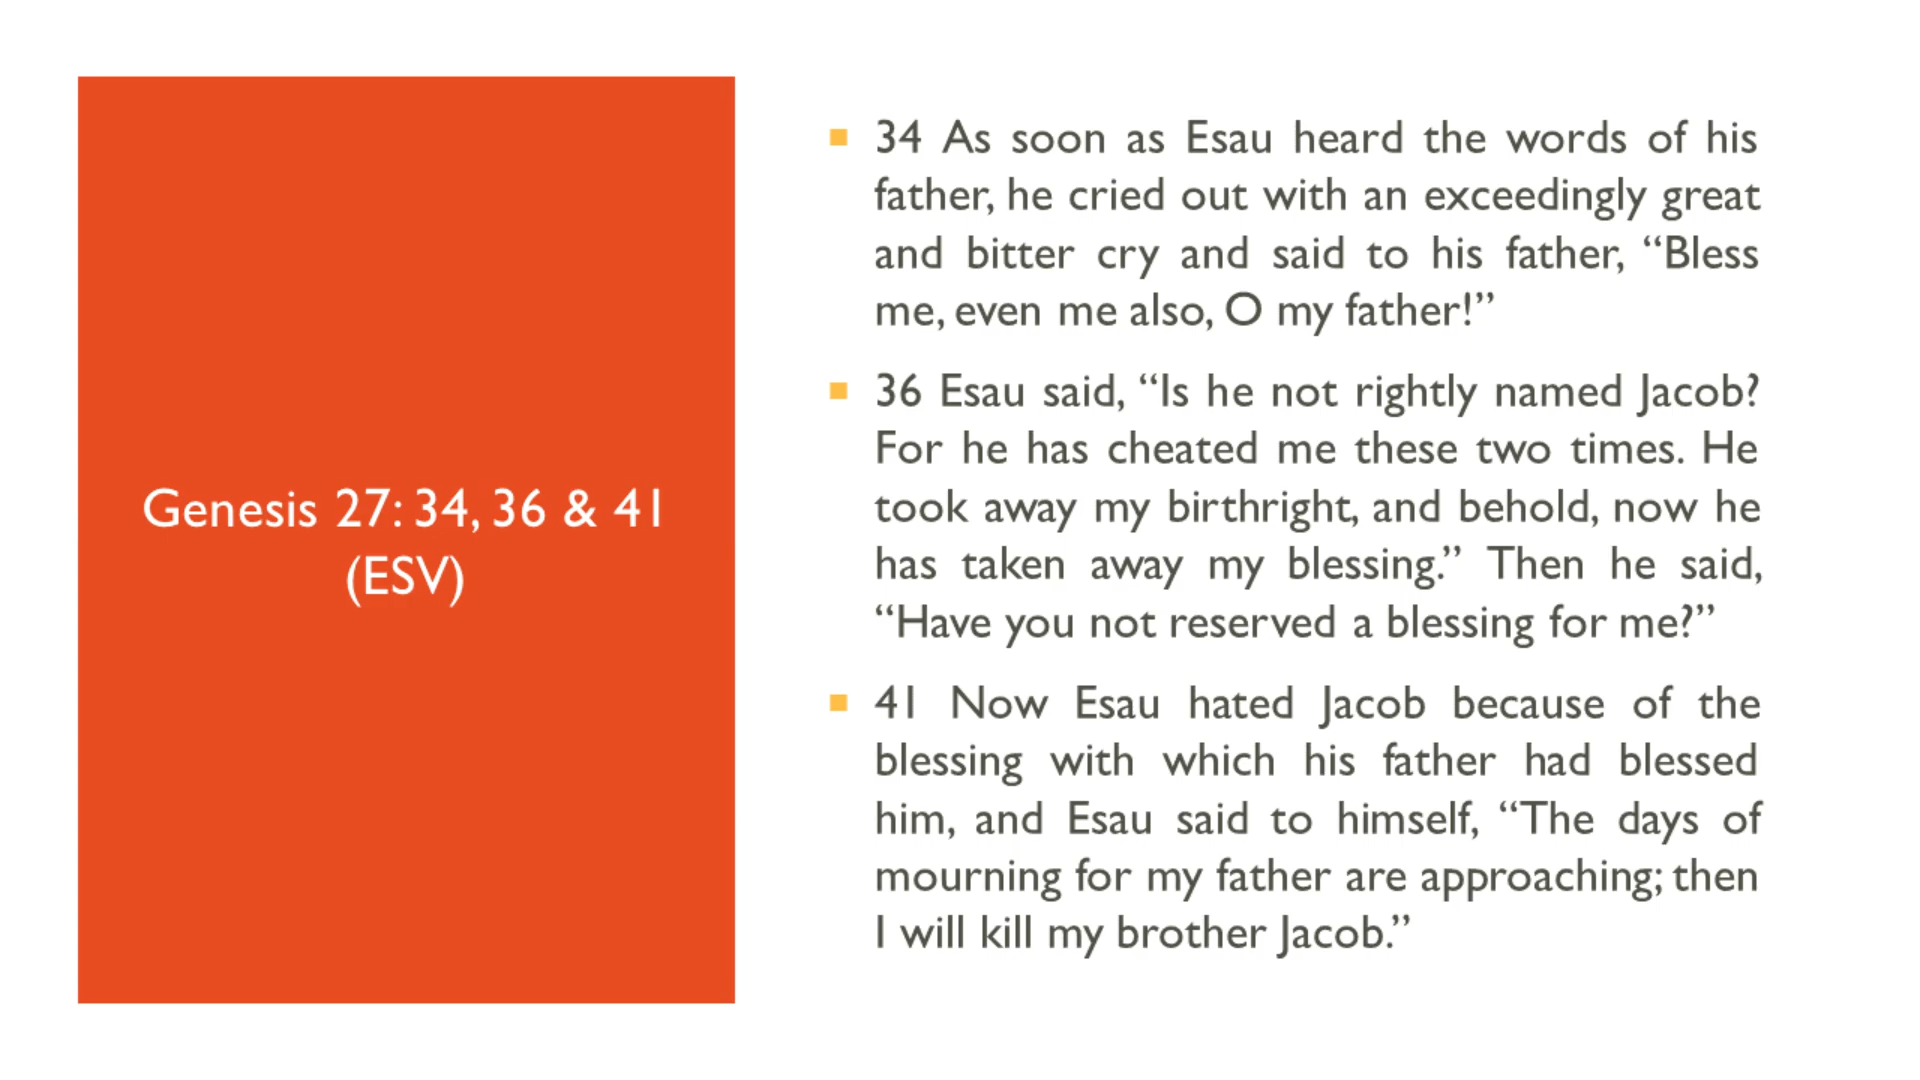 Genesis 27: 34, 36 & 41
(ESV)
34 As soon as Esau heard the words of his
father, he cried out with an exceedingly great
and bitter cry and said to his father, “Bless
me, even me also, O my father!”
36 Esau said, “Is he not rightly named Jacob?
For he has cheated me these two times. He
took away my birthright, and behold, now he
has taken away my blessing.” Then he said,
“Have you not reserved a blessing for me?”
41 Now Esau hated Jacob because of the
blessing with which his father had blessed
him, and Esau said to himself, “The days of
mourning for my father are approaching; then
I will kill my brother Jacob.”